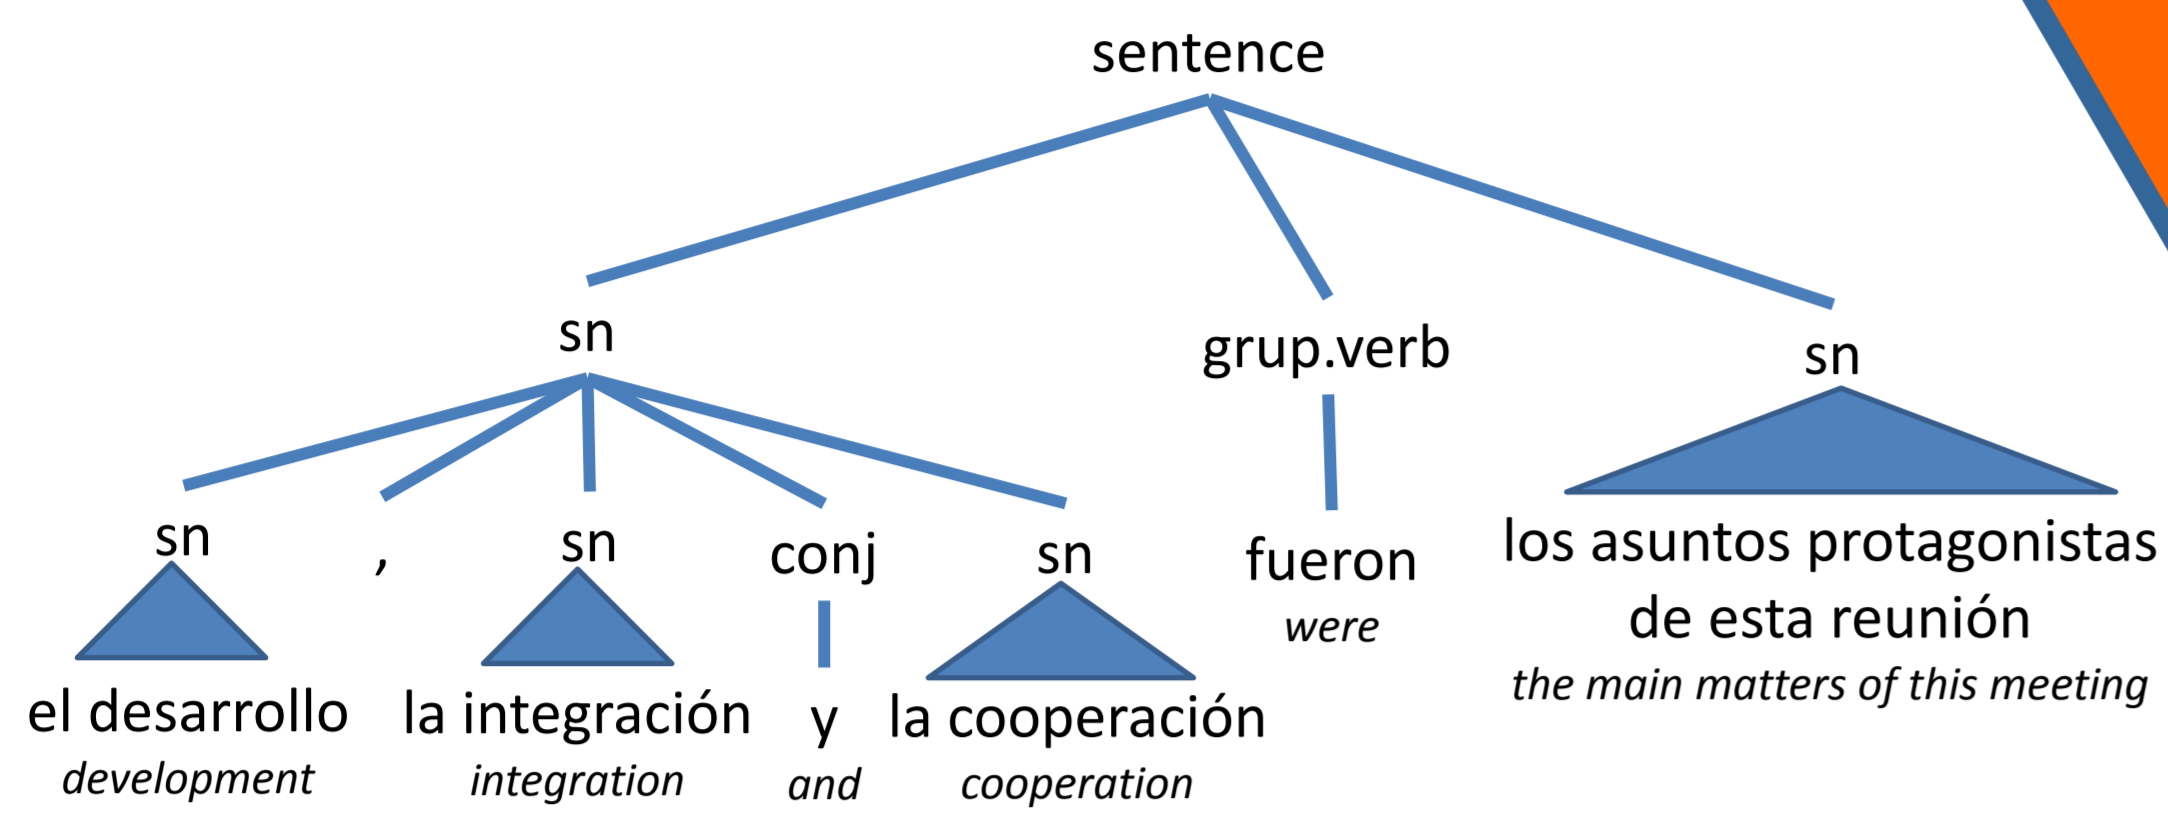 sentence
sn grup.verb sn
sn , sn conj sn fueron los asuntos protagonistas
were de esta reunión
the main matters of this meeting
el desarrollo la integración y la cooperación
development integration and cooperation